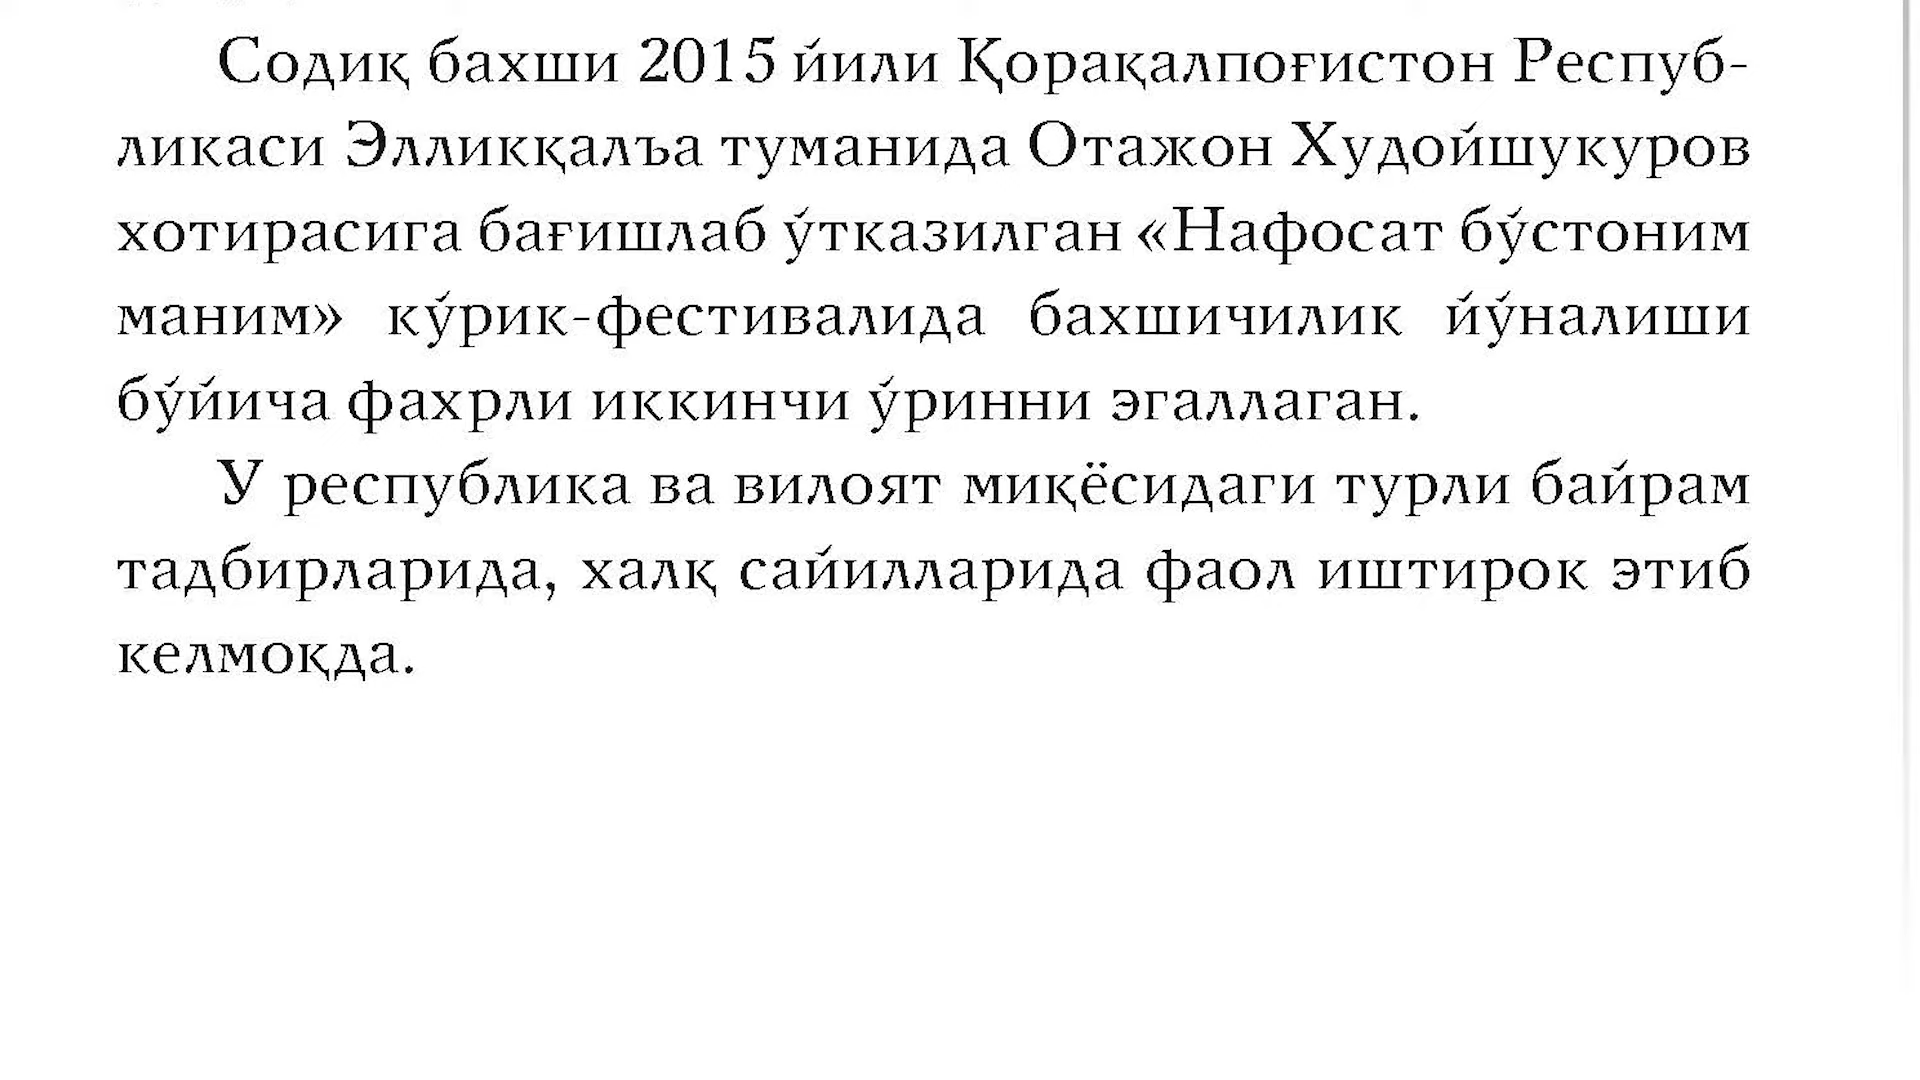 Содиқ бахши 2015 йили Қорақалпоғистон Респуб-
ликаси Элликқалъа туманида Отажон Худойшукуров
хотирасига бағишлаб ўтказилган «Нафосат бўстоним
маним» кўрик-фестивалида бахшичилик йўналиши
бўйича фахрли иккинчи ўринни эгаллаган.
У республика ва вилоят миқёсидаги турли байрам
тадбирларида, халқ сайилларида фаол иштирок этиб
келмоқда.